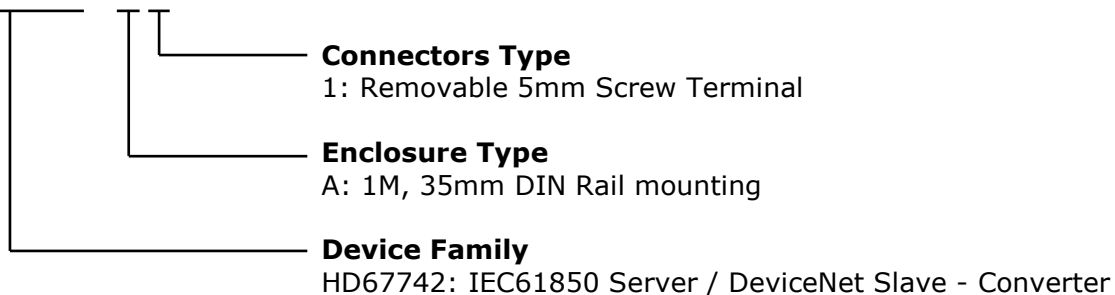 Connectors Type
1: Removable 5mm Screw Terminal
Enclosure Type
A: 1M, 35mm DIN Rail mounting
Device Family
HD67742: IEC61850 Server / DeviceNet Slave - Converter